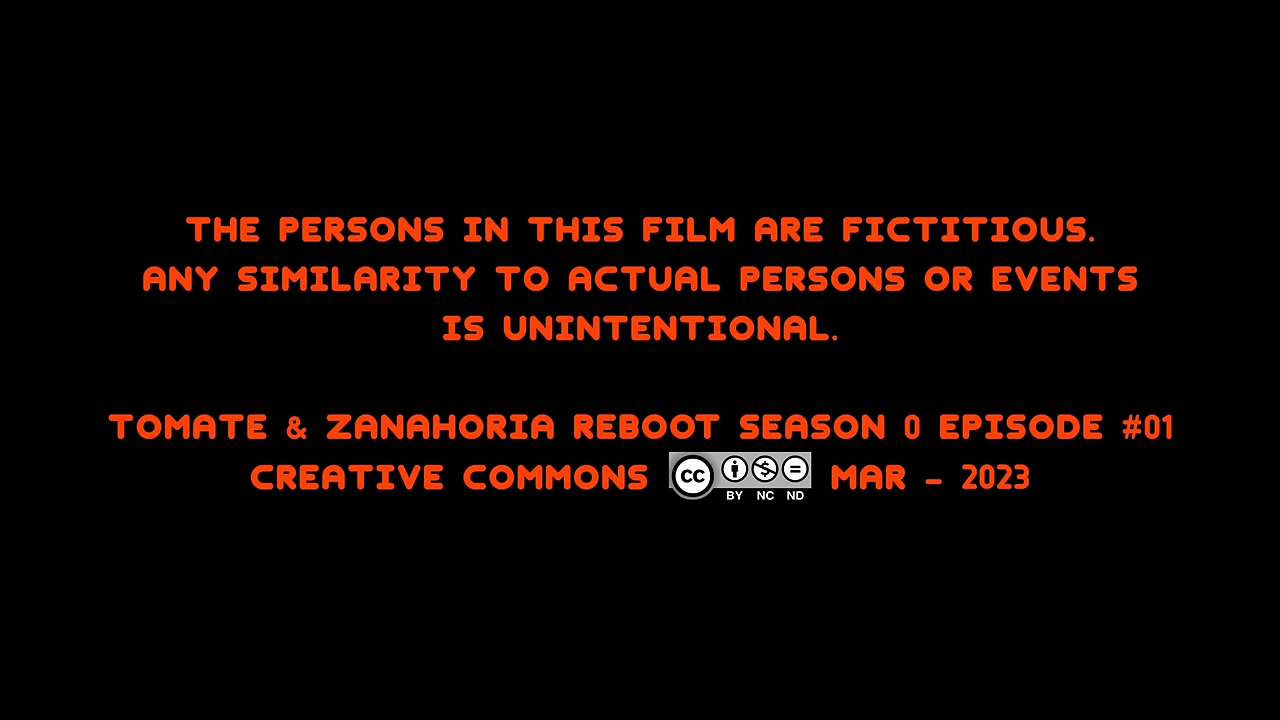 THE PERSONS IN THIS FILM ARE FICTITIOUS.
ANY SIMILARITY TO ACTUAL PERSONS OR EVENTS
IS UNINTENTIONAL.
TOMATE & ZANAHORIA REBOOT SEASON 0 EPISODE #01
CREATIVE COMMONS cc BY NC ND MAR - 2023